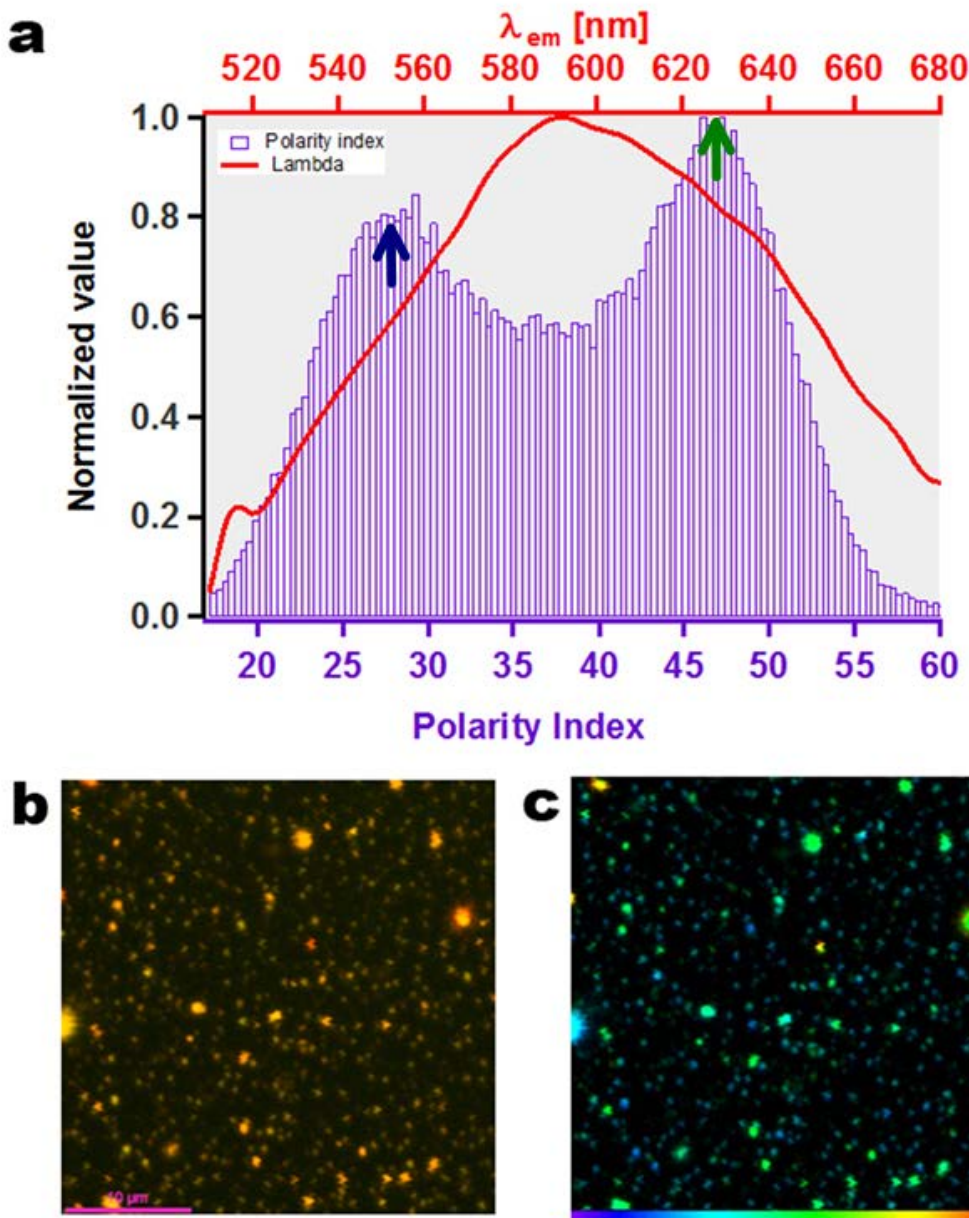 a
λem [nm]
520 540 560 580 600 620 640 660 680
1.0
Polarity index
Lambda
0.8
0.6
0.4
0.2
0.0
Normalized value
20 25 30 35 40 45 50 55 60
Polarity Index
b
c
10 µm